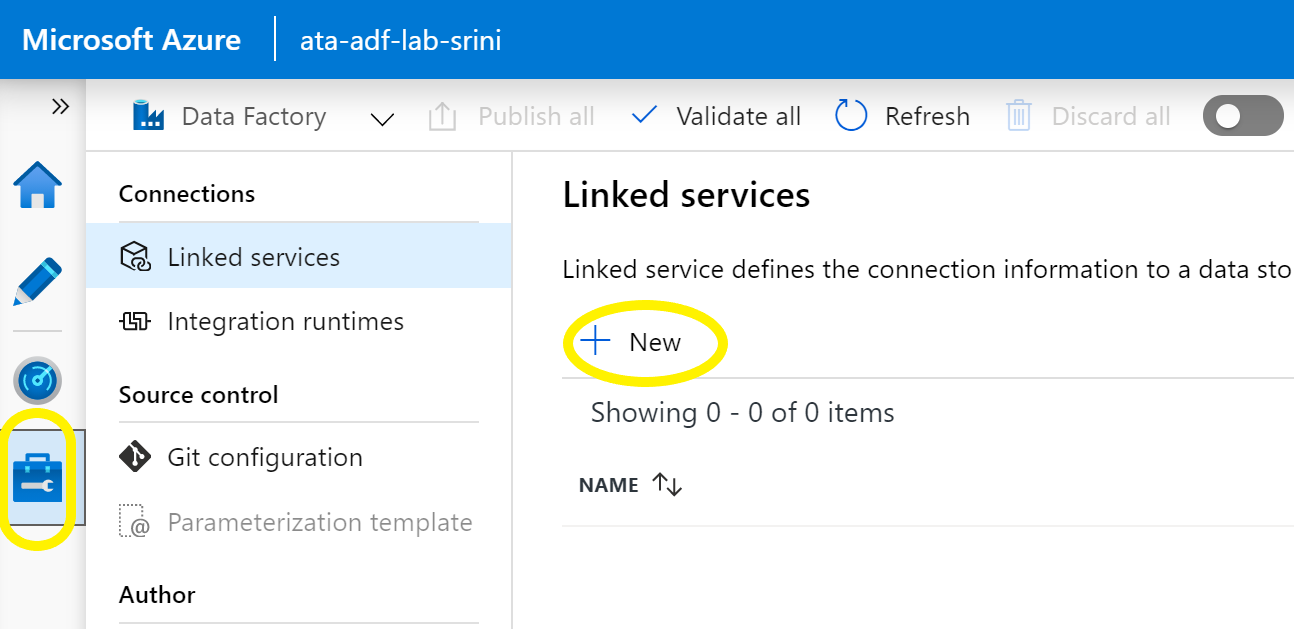 Microsoft Azure ata-adf-lab-srini
Data Factory Publish all Validate all Refresh Discard all
Connections
Linked services
Integration runtimes
Source control
Git configuration
Parameterization template
Author
Linked services
Linked service defines the connection information to a data sto
New
Showing 0 - 0 of 0 items
NAME